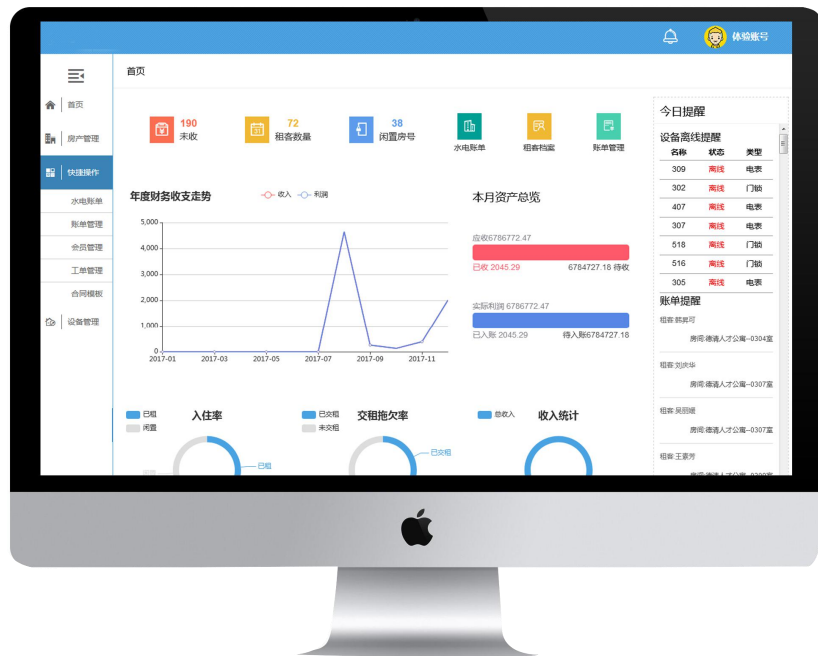 体验账号
首页
首页
房产管理
快捷操作
水电账单
账单管理
会员管理
工单管理
合同模板
设备管理
190
未收
72
租客数量
38
闲置房号
水电账单
租客档案
账单管理
年度财务收支走势
收入 利润
5,000
4,000
3,000
2,000
1,000
0
2017-01 2017-03 2017-05 2017-07 2017-09 2017-11
本月资产总览
应收6786772.47
已收 2045.29 6784727.18 待收
实际利润 6786772.47
已入账 2045.29 待入账6784727.18
已租
闲置
入住率
已租
已交租
未交租
交租拖欠率
已交租
总收入
收入统计
今日提醒
设备离线提醒
名称 状态 类型
309 离线 电表
302 离线 门锁
407 离线 电表
307 离线 电表
518 离线 门锁
516 离线 门锁
305 离线 电表
账单提醒
租客:韩昊可
房间:德清人才公寓--0304室
租客:刘庆华
房间:德清人才公寓--0307室
租客:吴丽媛
房间:德清人才公寓--0307室
租客:王素芳